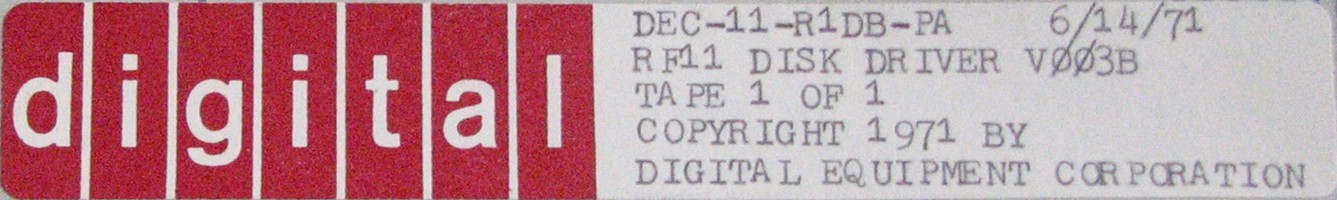 digital
DEC-11-R1DB-PA 6/14/71
RF11 DISK DRIVER VØØ3B
TAPE 1 OF 1
COPYRIGHT 1971 BY
DIGITAL EQUIPMENT CORPORATION